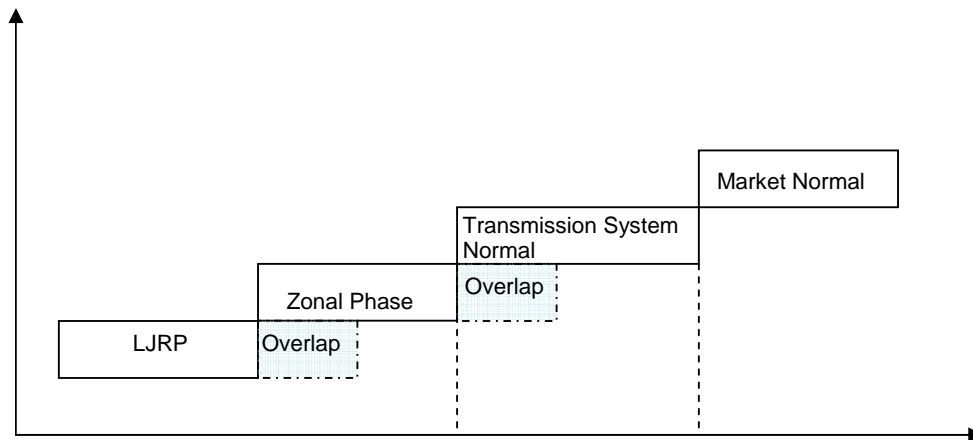 Market Normal
Transmission System
Normal
Overlap
Zonal Phase
LJRP
Overlap